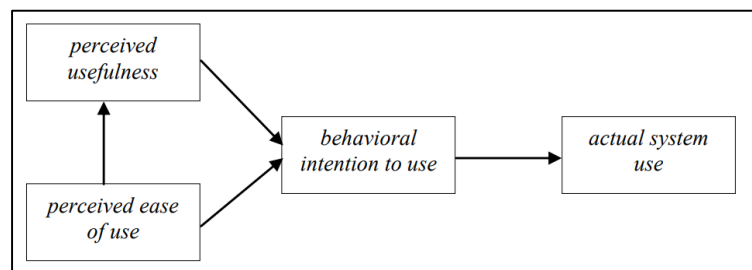 perceived
usefulness
perceived ease
of use
behavioral
intention to use
actual system
use